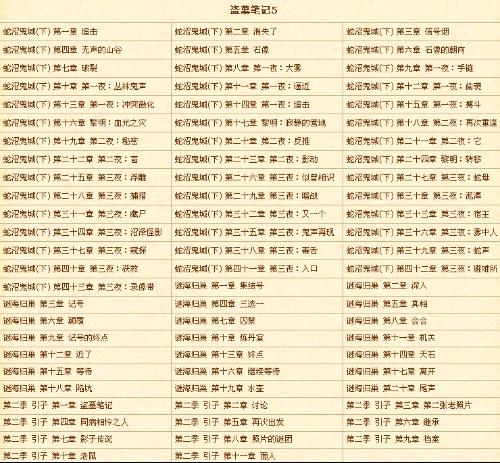 盗墓笔记5
蛇沼鬼城(下) 第一章 追击 蛇沼鬼城(下) 第二章 消失了 蛇沼鬼城(下) 第三章 信号烟
蛇沼鬼城(下) 第四章 无声的山谷 蛇沼鬼城(下) 第五章 石像 蛇沼鬼城(下) 第六章 石像的朝向
蛇沼鬼城(下) 第七章 破裂 蛇沼鬼城(下) 第八章 第一夜：大雾 蛇沼鬼城(下) 第九章 第一夜：手链
蛇沼鬼城(下) 第十章 第一夜：丛林鬼声 蛇沼鬼城(下) 第十一章 第一夜：逼近 蛇沼鬼城(下) 第十二章 第一夜：偷袭
蛇沼鬼城(下) 第十三章 第一夜：冲突融化 蛇沼鬼城(下) 第十四章 第一夜：追击 蛇沼鬼城(下) 第十五章 第一夜：搏斗
蛇沼鬼城(下) 第十六章 黎明：血光之灾 蛇沼鬼城(下) 第十七章 黎明：寂静的营地 蛇沼鬼城(下) 第十八章 第二夜：再次重逢
蛇沼鬼城(下) 第十九章 第二夜：秘密 蛇沼鬼城(下) 第二十章 第二夜：反推 蛇沼鬼城(下) 第二十一章 第二夜：它
蛇沼鬼城(下) 第二十二章 第二夜：窗 蛇沼鬼城(下) 第二十三章 第二夜：影动 蛇沼鬼城(下) 第二十四章 黎明：转移
蛇沼鬼城(下) 第二十五章 第三夜：浮雕 蛇沼鬼城(下) 第二十六章 第三夜：似曾相识 蛇沼鬼城(下) 第二十七章 第三夜：蛇母
蛇沼鬼城(下) 第二十八章 第三夜：捕猎 蛇沼鬼城(下) 第二十九章 第三夜：暗战 蛇沼鬼城(下) 第三十章 第三夜：泥潭
蛇沼鬼城(下) 第三十一章 第三夜：藏尸 蛇沼鬼城(下) 第三十二章 第三夜：又一个 蛇沼鬼城(下) 第三十三章 第三夜：宿主
蛇沼鬼城(下) 第三十四章 第三夜：沼泽怪影 蛇沼鬼城(下) 第三十五章 第三夜：鬼声再现 蛇沼鬼城(下) 第三十六章 第三夜：雾中人
蛇沼鬼城(下) 第三十七章 第三夜：窥探 蛇沼鬼城(下) 第三十八章 第三夜：毒舌 蛇沼鬼城(下) 第三十九章 第三夜：蛇声
蛇沼鬼城(下) 第四十章 第三夜：获救 蛇沼鬼城(下) 第四十一章 第三夜：入口 蛇沼鬼城(下) 第四十二章 第三夜：避难所
蛇沼鬼城(下) 第四十三章 第三夜：录像带 谜海归巢 第一章 集结号 谜海归巢 第二章 深入
谜海归巢 第三章 记号 谜海归巢 第四章 三选一 谜海归巢 第五章 真相
谜海归巢 第六章 颠覆 谜海归巢 第七章 囚禁 谜海归巢 第八章 会合
谜海归巢 第九章 记号的终点 谜海归巢 第十章 炼丹室 谜海归巢 第十一章 机关
谜海归巢 第十二章 近了 谜海归巢 第十三章 终点 谜海归巢 第十四章 天石
谜海归巢 第十五章 等待 谜海归巢 第十六章 继续等待 谜海归巢 第十七章 离开
谜海归巢 第十八章 陷坑 谜海归巢 第十九章 水壶 谜海归巢 第二十章 尾声
第二季 引子 第一章 盗墓笔记 第二季 引子 第二章 讨论 第二季 引子 第三章 第二张老照片
第二季 引子 第四章 同病相怜之人 第二季 引子 第五章 再次出发 第二季 引子 第六章 继承
第二季 引子 第七章 影子传说 第二季 引子 第八章 照片的谜团 第二季 引子 第九章 档案
第二季 引子 第十章 老鼠 第二季 引子 第十一章 面人